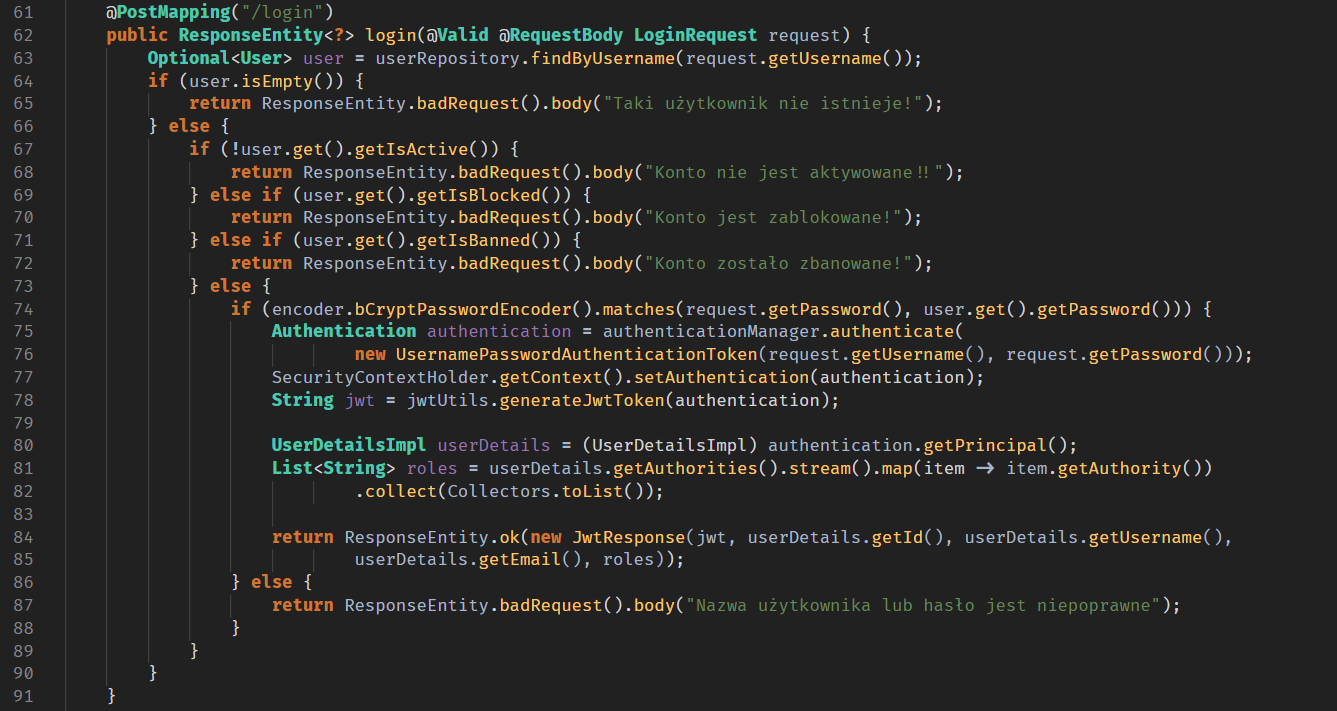 61 @PostMapping("/login")
62 public ResponseEntity<?> login(@Valid @RequestBody LoginRequest request) {
63 Optional<User> user = userRepository.findByUsername(request.getUsername());
64 if (user.isEmpty()) {
65 return ResponseEntity.badRequest().body("Taki użytkownik nie istnieje!");
66 } else {
67 if (!user.get().getIsActive()) {
68 return ResponseEntity.badRequest().body("Konto nie jest aktywowane!!");
69 } else if (user.get().getIsBlocked()) {
70 return ResponseEntity.badRequest().body("Konto jest zablokowane!");
71 } else if (user.get().getIsBanned()) {
72 return ResponseEntity.badRequest().body("Konto zostało zbanowane!");
73 } else {
74 if (encoder.bCryptPasswordEncoder().matches(request.getPassword(), user.get().getPassword())) {
75 Authentication authentication = authenticationManager.authenticate(
76 new UsernamePasswordAuthenticationToken(request.getUsername(), request.getPassword()));
77 SecurityContextHolder.getContext().setAuthentication(authentication);
78 String jwt = jwtUtils.generateJwtToken(authentication);
79
80 UserDetailsImpl userDetails = (UserDetailsImpl) authentication.getPrincipal();
81 List<String> roles = userDetails.getAuthorities().stream().map(item -> item.getAuthority())
82 .collect(Collectors.toList());
83
84 return ResponseEntity.ok(new JwtResponse(jwt, userDetails.getId(), userDetails.getUsername(),
85 userDetails.getEmail(), roles));
86 } else {
87 return ResponseEntity.badRequest().body("Nazwa użytkownika lub hasło jest niepoprawne");
88 }
89 }
90 }
91 }